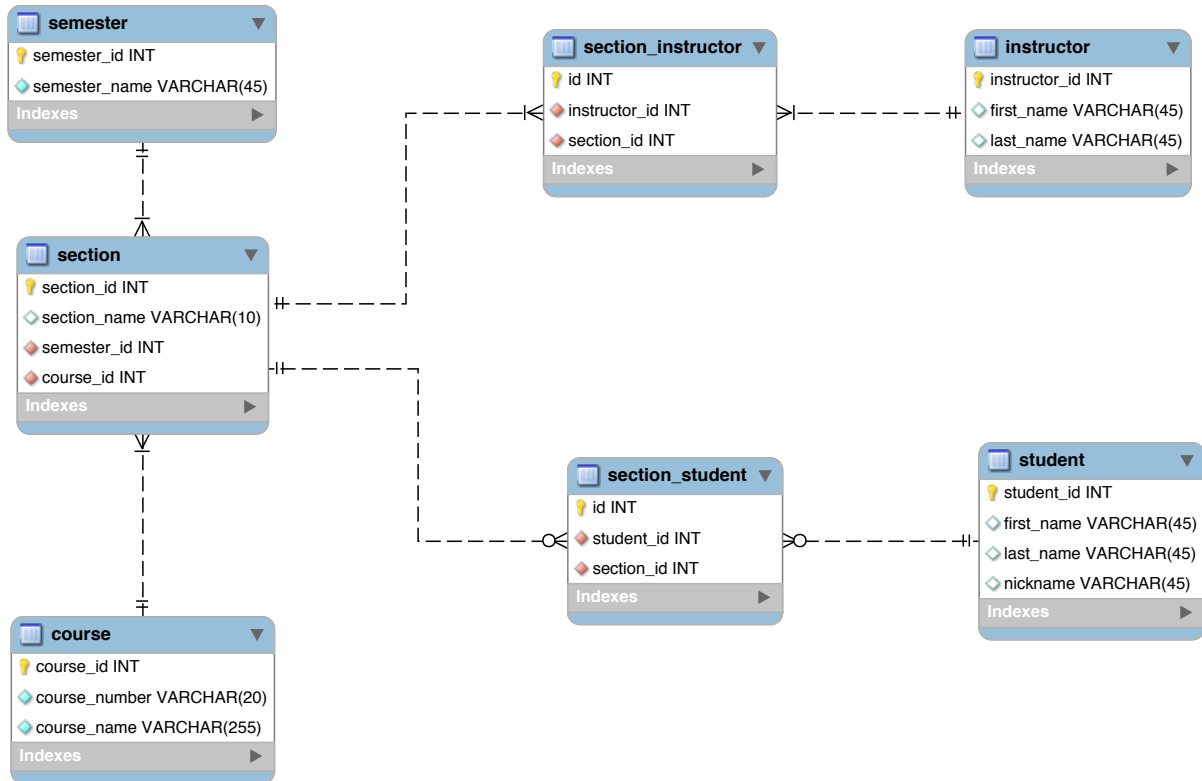 semester
semester_id INT
semester_name VARCHAR(45)
Indexes
section_instructor
id INT
instructor_id INT
section_id INT
Indexes
instructor
instructor_id INT
first_name VARCHAR(45)
last_name VARCHAR(45)
Indexes
section
section_id INT
section_name VARCHAR(10)
semester_id INT
course_id INT
Indexes
section_student
id INT
student_id INT
section_id INT
Indexes
student
student_id INT
first_name VARCHAR(45)
last_name VARCHAR(45)
nickname VARCHAR(45)
Indexes
course
course_id INT
course_number VARCHAR(20)
course_name VARCHAR(255)
Indexes